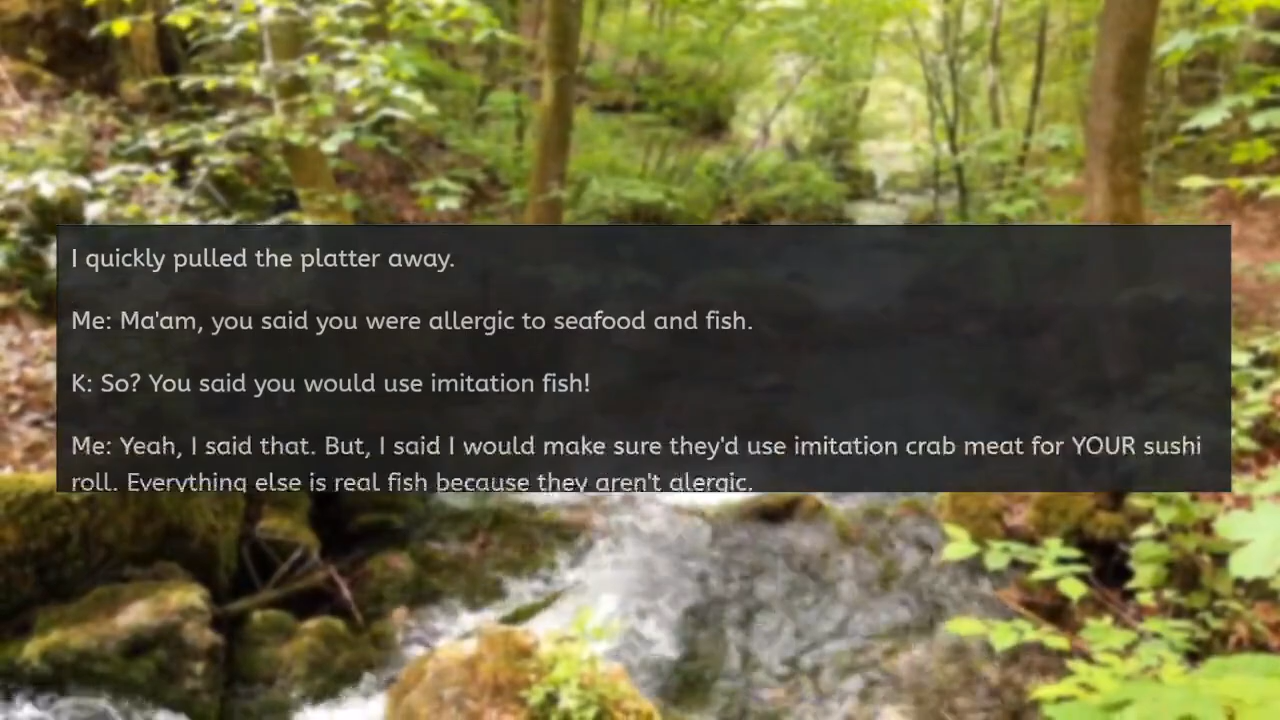 I quickly pulled the platter away.
Me: Ma'am, you said you were allergic to seafood and fish.
K: So? You said you would use imitation fish!
Me: Yeah, I said that. But, I said I would make sure they'd use imitation crab meat for YOUR sushi
roll. Everything else is real fish because they aren't alergic.